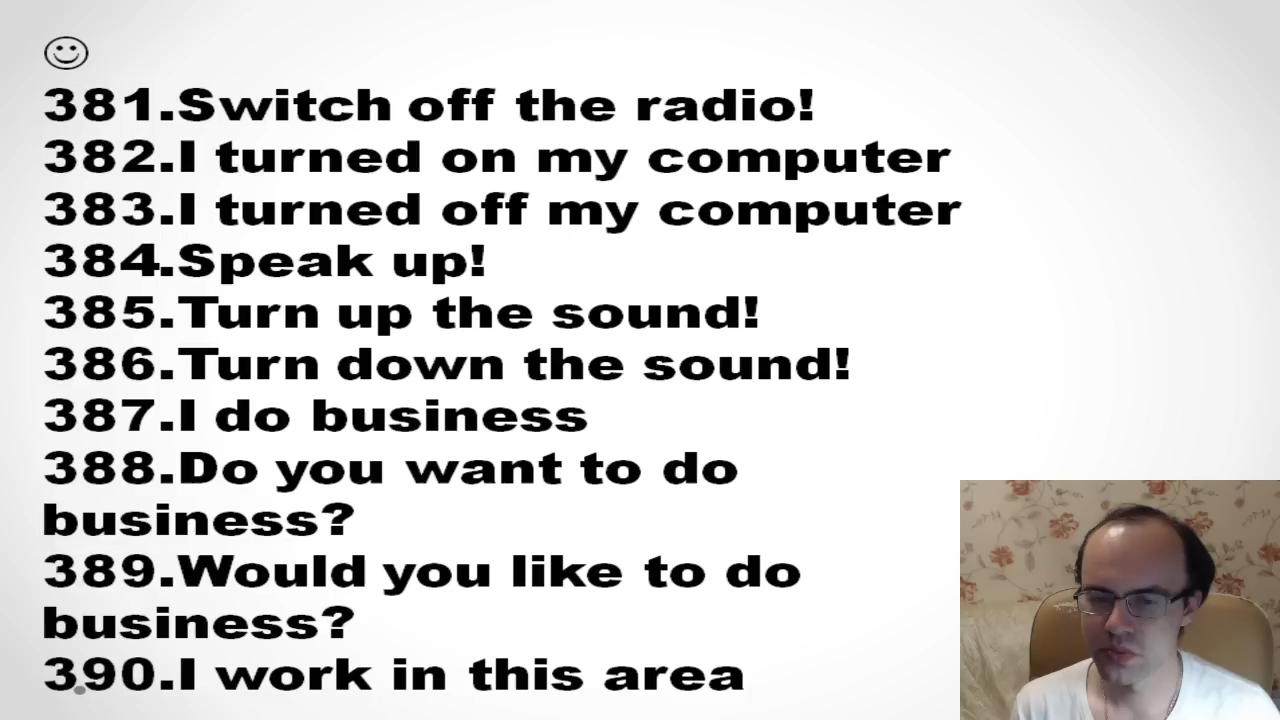 381.Switch off the radio!
382.I turned on my computer
383.I turned off my computer
384.Speak up!
385.Turn up the sound!
386.Turn down the sound!
387.I do business
388.Do you want to do
business?
389.Would you like to do
business?
390.I work in this area